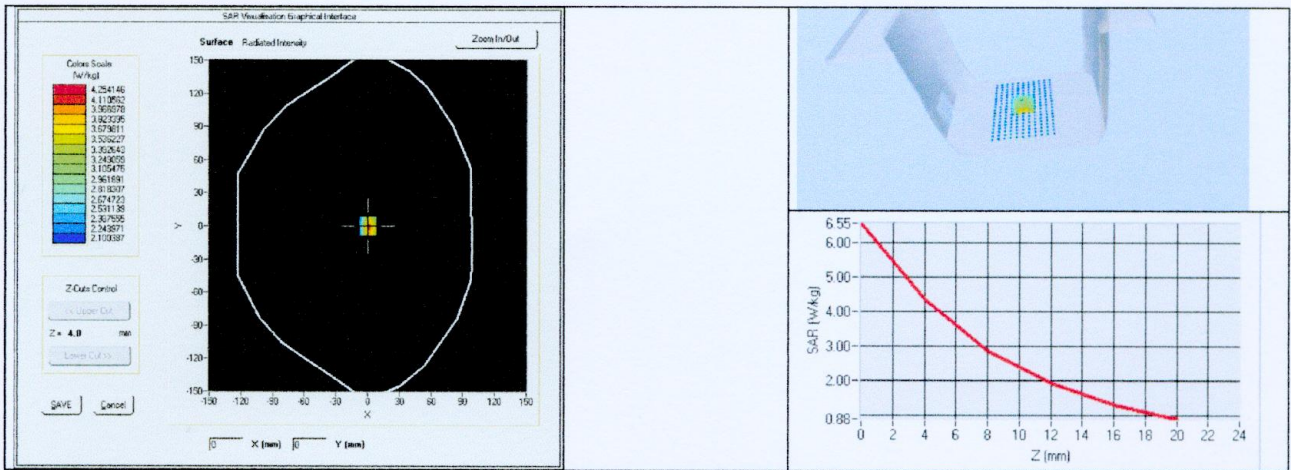 SAR Visualisation Graphical Interface
Surface Radiated Intensity
Zoom In/Out
Colors Scale
(W/kg)
4.254146
4.110562
3.966978
3.823395
3.679811
3.536227
3.392643
3.249059
3.105476
2.961891
2.818307
2.674723
2.531139
2.387555
2.243971
2.100387
150
120
90
60
30
0
-30
-60
-90
-120
-150
Y
-150 -120 -90 -60 -30 0 30 60 90 120 150
X
Z-Cuts Control
Z = 4.0 mm
Lower Cut >>
SAVE Cancel
0 X (mm) 0 Y (mm)
6.55
6.00
5.00
4.00
3.00
2.00
0.88
SAR (W/kg)
0 2 4 6 8 10 12 14 16 18 20 22 24
Z (mm)